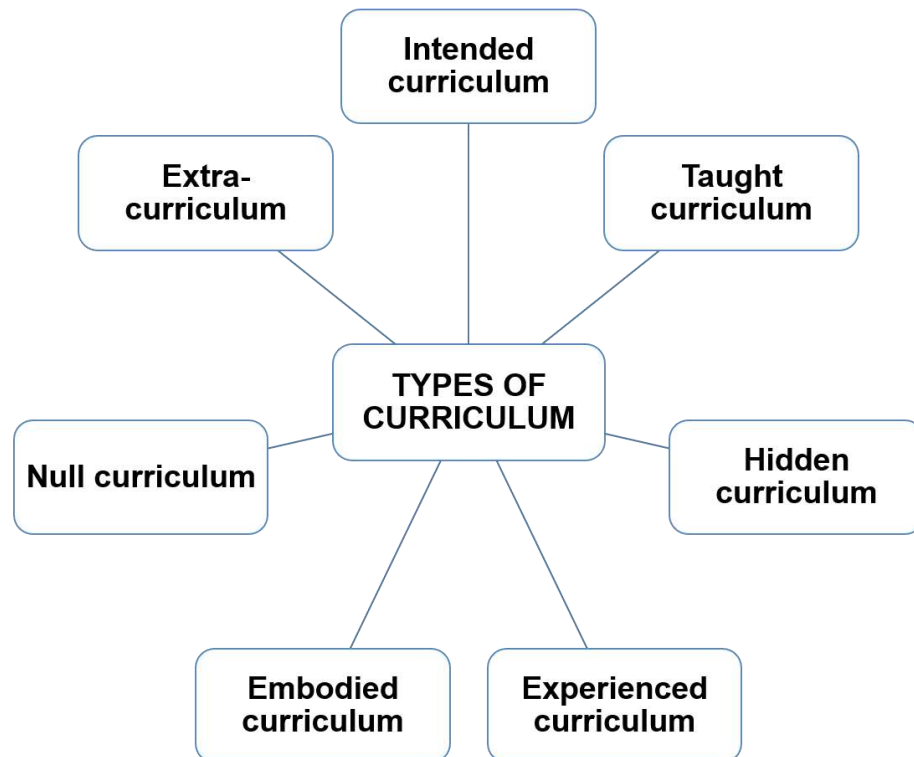 Intended
curriculum
Extra-
curriculum
Taught
curriculum
TYPES OF
CURRICULUM
Null curriculum
Hidden
curriculum
Embodied
curriculum
Experienced
curriculum